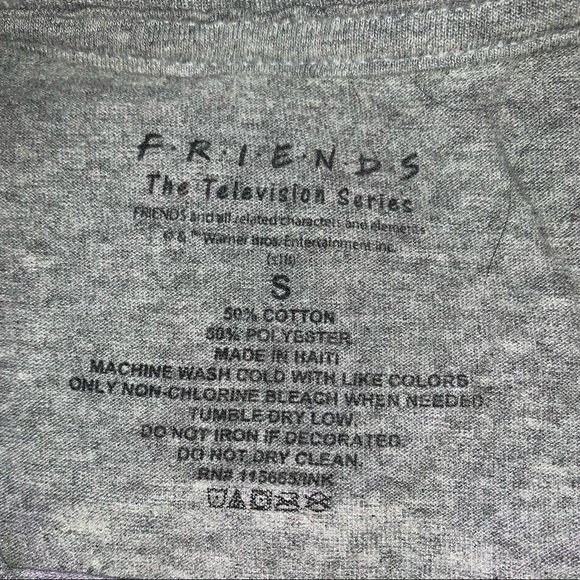 F·R·I·E·N·D·S
The Television Series
FRIENDS and all related characters and elements
© & ™ Warner Bros. Entertainment Inc.
(s18)
S
50% COTTON
50% POLYESTER
MADE IN HAITI
MACHINE WASH COLD WITH LIKE COLORS
ONLY NON-CHLORINE BLEACH WHEN NEEDED
TUMBLE DRY LOW.
DO NOT IRON IF DECORATED.
DO NOT DRY CLEAN.
RN#